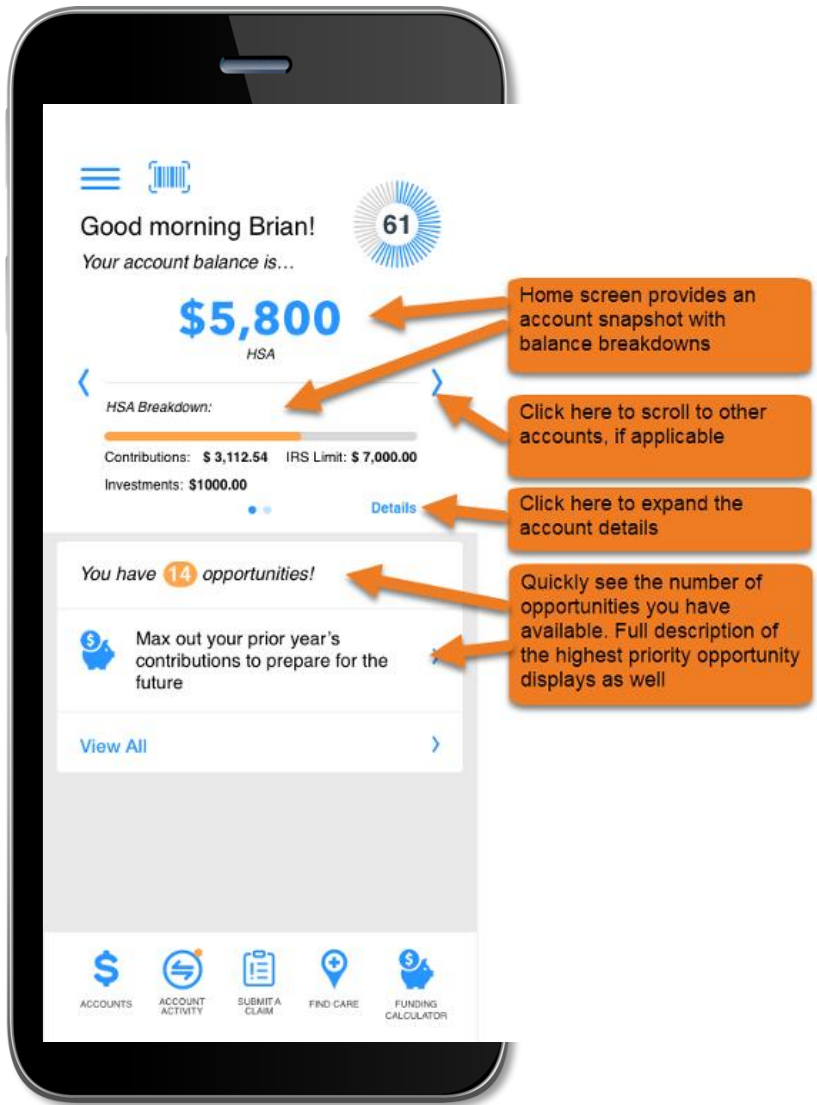 Good morning Brian!
61
Your account balance is...
$5,800
HSA
HSA Breakdown:
Contributions: $ 3,112.54 IRS Limit: $ 7,000.00
Investments: $1000.00
Details
You have 14 opportunities!
Max out your prior year's
contributions to prepare for the
future
View All
ACCOUNTS
ACCOUNT
ACTIVITY
SUBMIT A
CLAIM
FIND CARE
FUNDING
CALCULATOR
Home screen provides an
account snapshot with
balance breakdowns
Click here to scroll to other
accounts, if applicable
Click here to expand the
account details
Quickly see the number of
opportunities you have
available. Full description of
the highest priority opportunity
displays as well